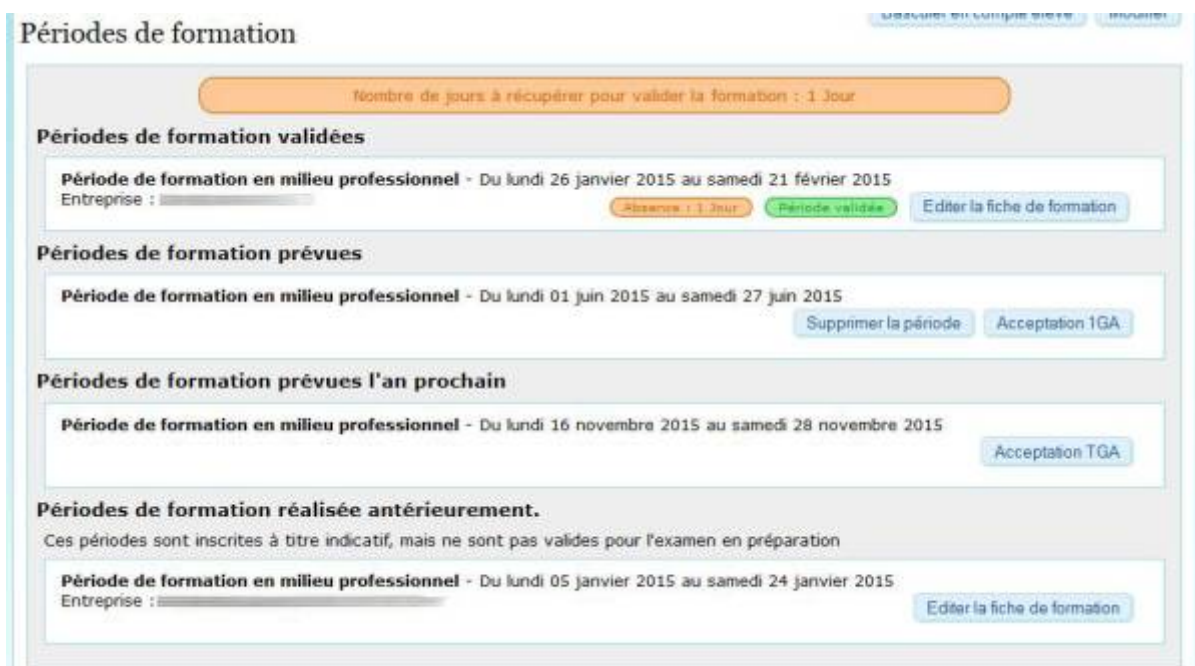 Basculer en compte élève Modifier
Périodes de formation
Nombre de jours à récupérer pour valider la formation : 1 Jour
Périodes de formation validées
Période de formation en milieu professionnel - Du lundi 26 janvier 2015 au samedi 21 février 2015
Entreprise :
Absence : 1 Jour Période validée Editer la fiche de formation
Périodes de formation prévues
Période de formation en milieu professionnel - Du lundi 01 juin 2015 au samedi 27 juin 2015
Supprimer la période Acceptation 1GA
Périodes de formation prévues l'an prochain
Période de formation en milieu professionnel - Du lundi 16 novembre 2015 au samedi 28 novembre 2015
Acceptation TGA
Périodes de formation réalisée antérieurement.
Ces périodes sont inscrites à titre indicatif, mais ne sont pas valides pour l'examen en préparation
Période de formation en milieu professionnel - Du lundi 05 janvier 2015 au samedi 24 janvier 2015
Entreprise :
Editer la fiche de formation